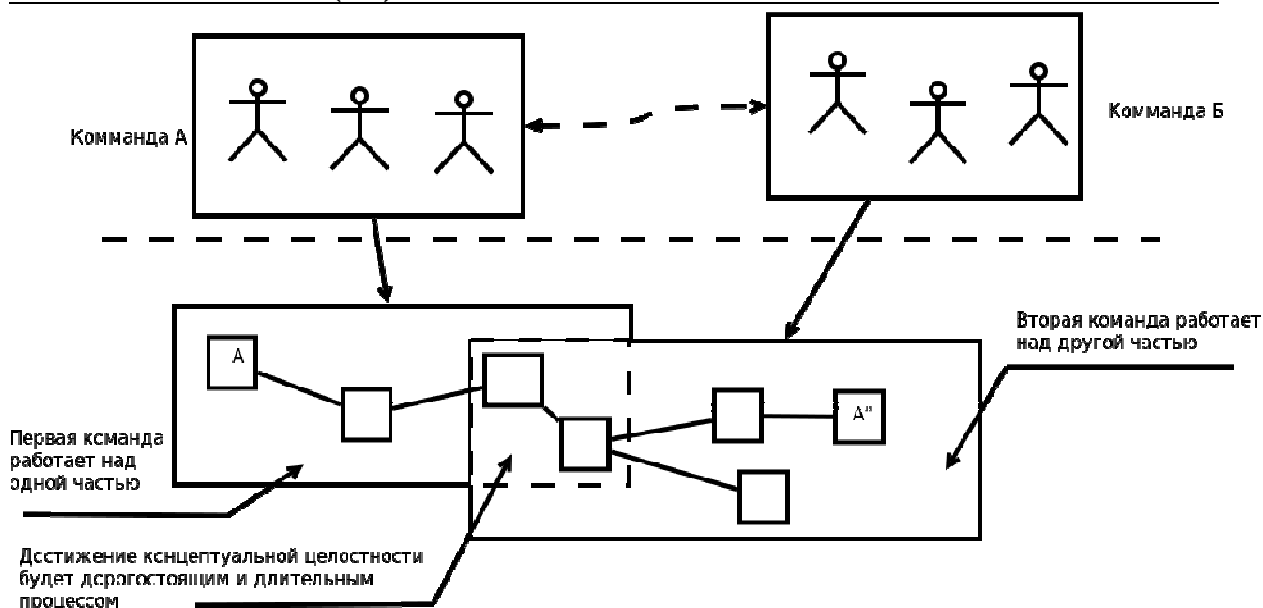 Комманда А
Комманда Б
Вторая команда работает
над другой частью
А
А"
Первая команда
работает над
одной частью
Достижение концептуальной целостности
будет дорогостоящим и длительным
процессом